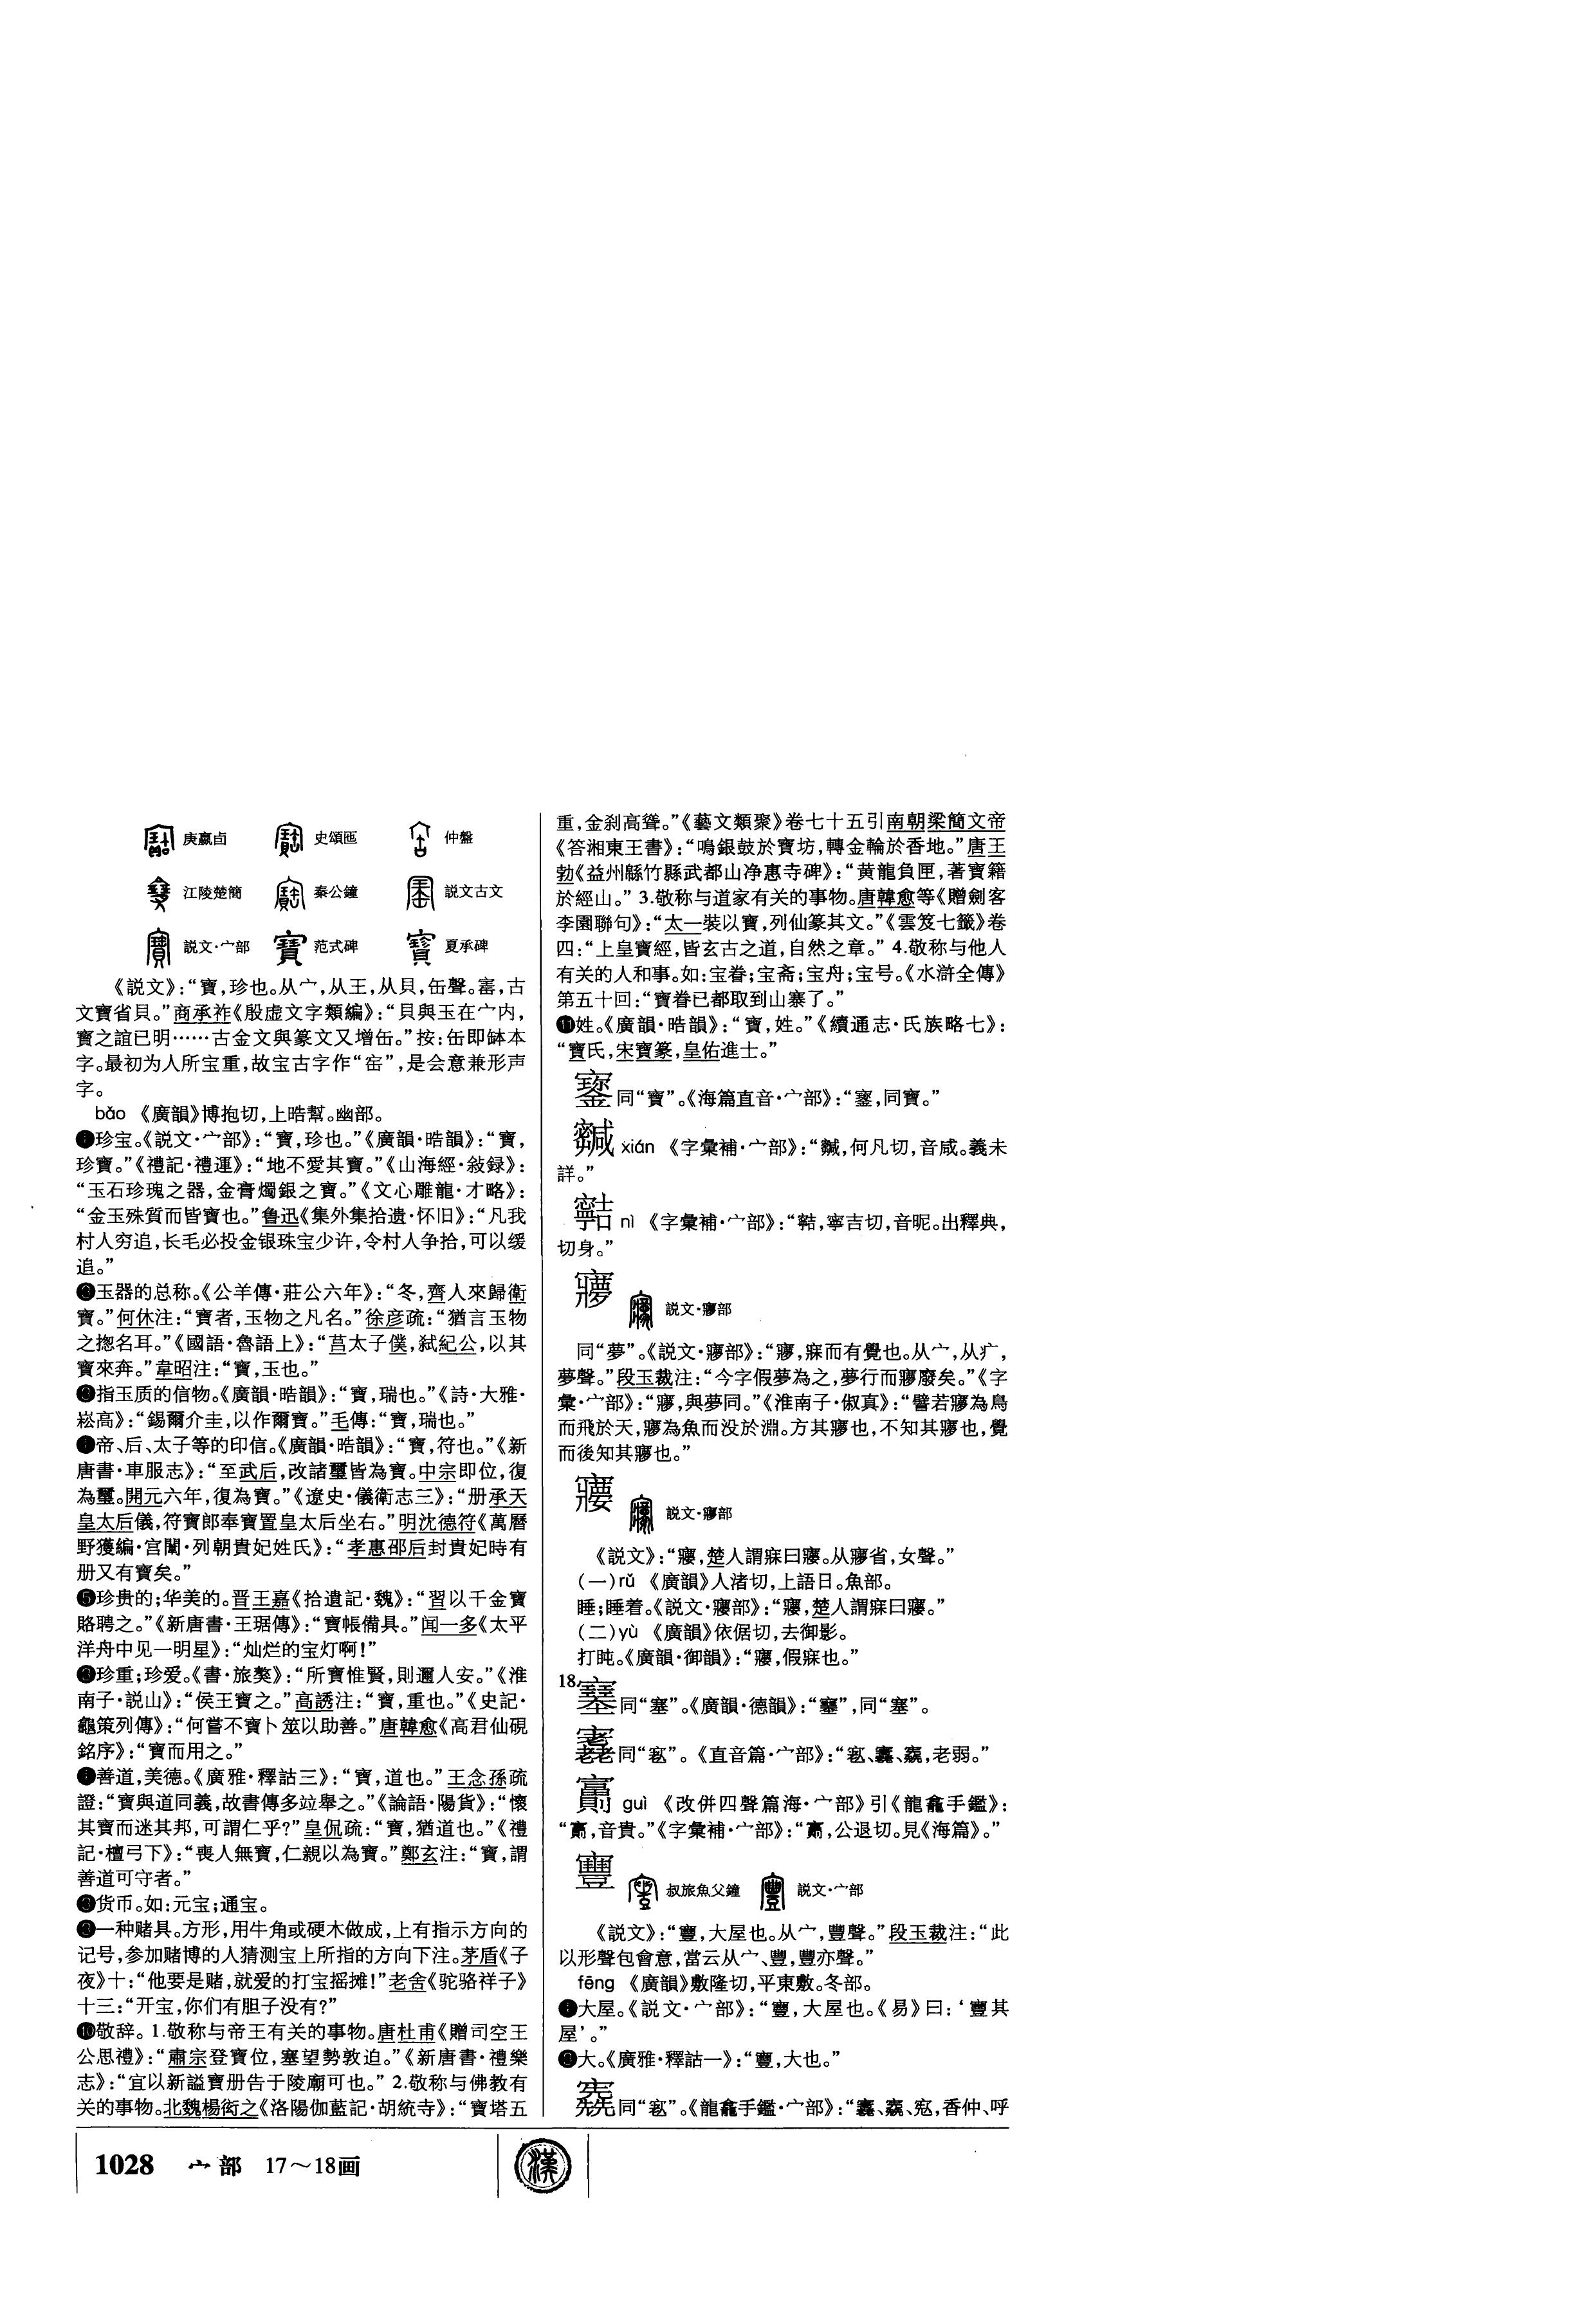 庚嬴卣 史頌匜 仲盤
江陵楚簡 秦公鐘 説文古文
説文·宀部 范式碑 夏承碑
《説文》：“寶，珍也。从宀，从王，从貝，缶聲。𡧖，古
文寶省貝。”商承祚《殷虚文字類編》：“貝與玉在宀内，
寶之誼已明……古金文與篆文又增缶。”按：缶即缽本
字。最初为人所宝重，故宝古字作“窑”，是会意兼形声
字。
bǎo 《廣韻》博抱切，上晧幫。幽部。
❶珍宝。《説文·宀部》：“寶，珍也。”《廣韻·晧韻》：“寶，
珍寶。”《禮記·禮運》：“地不愛其寶。”《山海經·敍録》：
“玉石珍瑰之器，金膏燭銀之寶。”《文心雕龍·才略》：
“金玉殊質而皆寶也。”鲁迅《集外集拾遗·怀旧》：“凡我
村人穷追，长毛必投金银珠宝少许，令村人争拾，可以缓
追。”
❷玉器的总称。《公羊傳·莊公六年》：“冬，齊人來歸衛
寶。”何休注：“寶者，玉物之凡名。”徐彦疏：“猶言玉物
之揔名耳。”《國語·魯語上》：“莒太子僕，弑紀公，以其
寶來奔。”韋昭注：“寶，玉也。”
❸指玉质的信物。《廣韻·晧韻》：“寶，瑞也。”《詩·大雅·
崧高》：“錫爾介圭，以作爾寶。”毛傳：“寶，瑞也。”
❹帝、后、太子等的印信。《廣韻·晧韻》：“寶，符也。”《新
唐書·車服志》：“至武后，改諸璽皆為寶。中宗即位，復
為璽。開元六年，復為寶。”《遼史·儀衛志三》：“册承天
皇太后儀，符寶郎奉寶置皇太后坐右。”明沈德符《萬曆
野獲編·宫闈·列朝貴妃姓氏》：“孝惠邵后封貴妃時有
册又有寶矣。”
❺珍贵的；华美的。晋王嘉《拾遺記·魏》：“習以千金寶
賂聘之。”《新唐書·王琚傳》：“寶帳備具。”闻一多《太平
洋舟中见一明星》：“灿烂的宝灯啊！”
❻珍重；珍爱。《書·旅獒》：“所寶惟賢，則邇人安。”《淮
南子·説山》：“侯王寶之。”高誘注：“寶，重也。”《史記·
龜策列傳》：“何嘗不寶卜筮以助善。”唐韓愈《高君仙硯
銘序》：“寶而用之。”
❼善道，美德。《廣雅·釋詁三》：“寶，道也。”王念孫疏
證：“寶與道同義，故書傳多竝舉之。”《論語·陽貨》：“懷
其寶而迷其邦，可謂仁乎？”皇侃疏：“寶，猶道也。”《禮
記·檀弓下》：“喪人無寶，仁親以為寶。”鄭玄注：“寶，謂
善道可守者。”
❽货币。如：元宝；通宝。
❾一种赌具。方形，用牛角或硬木做成，上有指示方向的
记号，参加赌博的人猜测宝上所指的方向下注。茅盾《子
夜》十：“他要是赌，就爱的打宝摇摊！”老舍《驼骆祥子》
十三：“开宝，你们有胆子没有？”
❿敬辞。1.敬称与帝王有关的事物。唐杜甫《贈司空王
公思禮》：“肅宗登寶位，塞望勢敦迫。”《新唐書·禮樂
志》：“宜以新謚寶册告于陵廟可也。”2.敬称与佛教有
关的事物。北魏楊衒之《洛陽伽藍記·胡統寺》：“寶塔五
重，金刹高聳。”《藝文類聚》卷七十五引南朝梁簡文帝
《答湘東王書》：“鳴銀鼓於寶坊，轉金輪於香地。”唐王
勃《益州緜竹縣武都山净惠寺碑》：“黄龍負匣，著寶籍
於經山。”3.敬称与道家有关的事物。唐韓愈等《贈劍客
李園聯句》：“太一裝以寶，列仙篆其文。”《雲笈七籤》卷
四：“上皇寶經，皆玄古之道，自然之章。”4.敬称与他人
有关的人和事。如：宝眷；宝斋；宝舟；宝号。《水滸全傳》
第五十回：“寶眷已都取到山寨了。”
⓫姓。《廣韻·晧韻》：“寶，姓。”《續通志·氏族略七》：
“寶氏，宋寶篆，皇佑進士。”
同“寶”。《海篇直音·宀部》：“，同寶。”
xián 《字彙補·宀部》：“，何凡切，音咸。義未
詳。”
nì 《字彙補·宀部》：“，寧吉切，音昵。出釋典，
切身。”
㝱 説文·㝱部
同“夢”。《説文·㝱部》：“㝱，寐而有覺也。从宀，从疒，
夢聲。”段玉裁注：“今字假夢為之，夢行而㝱廢矣。”《字
彙·宀部》：“㝱，與夢同。”《淮南子·俶真》：“譬若㝱為鳥
而飛於天，㝱為魚而没於淵。方其㝱也，不知其㝱也，覺
而後知其㝱也。”
説文·㝱部
《説文》：“，楚人謂寐曰。从㝱省，女聲。”
（一）rǔ 《廣韻》人渚切，上語日。魚部。
睡；睡着。《説文·㝱部》：“，楚人謂寐曰。”
（二）yù 《廣韻》依倨切，去御影。
打盹。《廣韻·御韻》：“，假寐也。”
18 同“塞”。《廣韻·德韻》：“”，同“塞”。
同“”。《直音篇·宀部》：“，老弱。”
guì 《改併四聲篇海·宀部》引《龍龕手鑑》：
“，音貴。”《字彙補·宀部》：“，公退切。見《海篇》。”
寷 叔旅魚父鐘 説文·宀部
《説文》：“寷，大屋也。从宀，豐聲。”段玉裁注：“此
以形聲包會意，當云从宀、豐，豐亦聲。”
fēng 《廣韻》敷隆切，平東敷。冬部。
❶大屋。《説文·宀部》：“寷，大屋也。《易》曰：‘寷其
屋’。”
❷大。《廣雅·釋詁一》：“寷，大也。”
同“”。《龍龕手鑑·宀部》：“，香仲、呼
1028 宀部 17～18画
漢